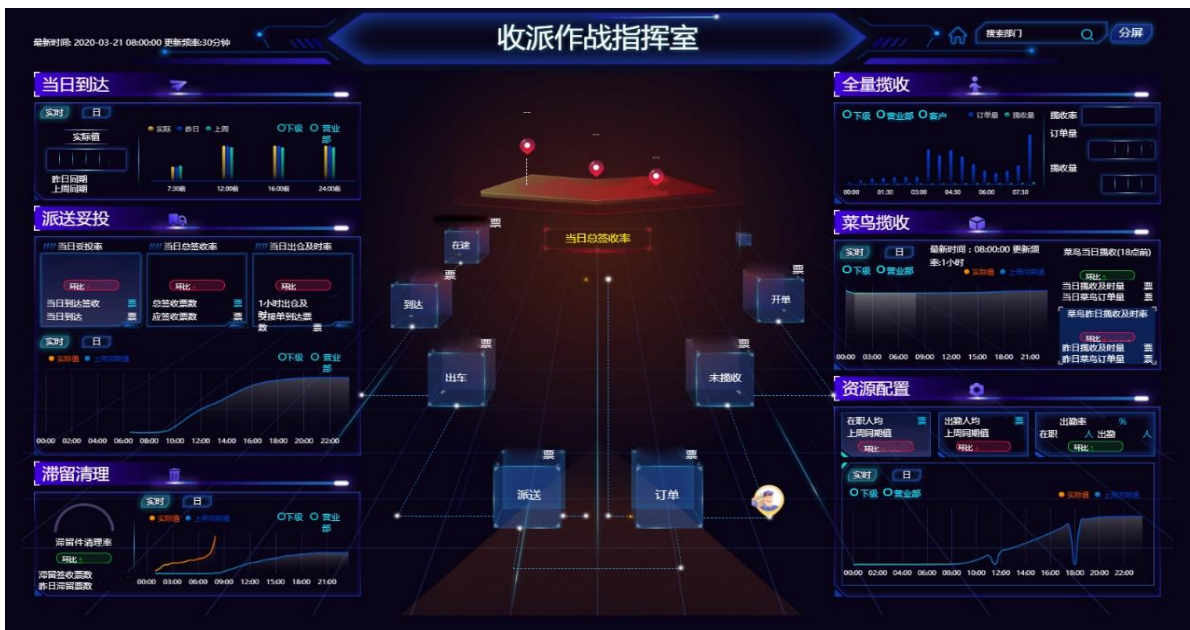 最新时间: 2020-03-21 08:00:00 更新频率:30分钟
收派作战指挥室
搜索部门
分屏
当日到达
实时 日
实际值
实际 昨日 上周
下级 营业部
昨日同期
上周同期
7:30前 12:00前 16:00前 24:00前
派送妥投
当日妥投率 当日总签收率 当日出仓及时率
环比 环比 环比
当日到达签收 票
当日到达 票
总签收票数 票
应签收票数 票
1小时出仓及时
交接单到达票数 票
实时 日
实际值 上周同期值
下级 营业部
00:00 02:00 04:00 06:00 08:00 10:00 12:00 14:00 16:00 18:00 20:00 22:00
滞留清理
实时 日
实际值 上周同期值
下级 营业部
滞留件清理率
环比
滞留签收票数
昨日滞留票数
00:00 03:00 06:00 09:00 12:00 15:00 18:00 21:00
--
--
--
当日总签收率
票
在途
票
到达
票
出车
票
派送
票
开单
票
未揽收
票
订单
全量揽收
下级 营业部 客户
订单量 揽收量
揽收率
订单量
揽收量
00:00 01:30 03:00 04:30 06:00 07:30
菜鸟揽收
实时 日
最新时间：08:00:00 更新频率:1小时
下级 营业部
实际值 上周同期值
00:00 03:00 06:00 09:00 12:00 15:00 18:00 21:00
菜鸟当日揽收(18点前)
环比
当日揽收及时量 票
当日菜鸟订单量 票
菜鸟昨日揽收及时率
环比
昨日揽收及时量 票
昨日菜鸟订单量 票
资源配置
在职人均 票
上周同期值
环比
出勤人均 票
上周同期值
环比
出勤率 %
在职 人 出勤 人
环比
实时 日
下级 营业部
实际值 上周同期值
00:00 02:00 04:00 06:00 08:00 10:00 12:00 14:00 16:00 18:00 20:00 22:00